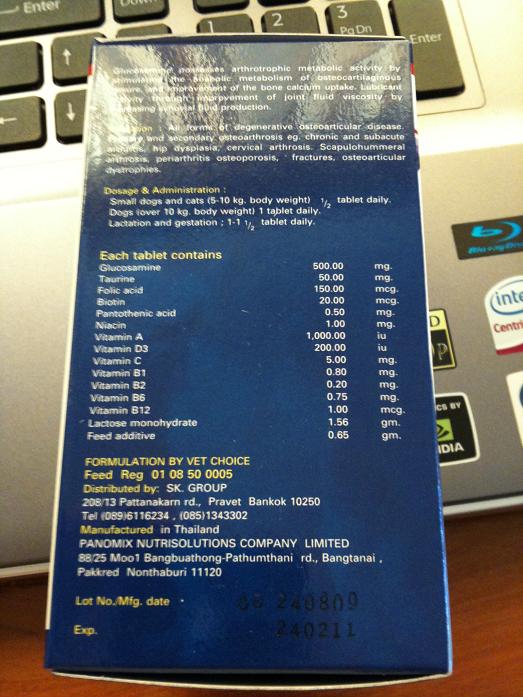 Enter
Down
1
2
3
Pg Dn
Enter
Glucosamine possesses arthrotrophic metabolic activity by
stimulating the anabolic metabolism of osteocartilaginous
and improvement of the bone calcium uptake. Lubricant
through improvement of joint fluid viscosity by
synovial fluid production.
: All forms of degenerative osteoarticular disease.
and secondary osteoarthrosis eg. chronic and subacute
arthritis, hip dysplasia, cervical arthrosis. Scapulohummeral
arthrosis, periarthritis osteoporosis, fractures, osteoarticular
dystrophies.
Dosage & Administration :
Small dogs and cats (5-10 kg. body weight) 1/2 tablet daily.
Dogs (over 10 kg. body weight) 1 tablet daily.
Lactation and gestation ; 1-1 1/2 tablet daily.
Each tablet contains
Glucosamine 500.00 mg.
Taurine 50.00 mg.
Folic acid 150.00 mcg.
Biotin 20.00 mcg.
Pantothenic acid 0.50 mg.
Niacin 1.00 mg.
Vitamin A 1,000.00 iu
Vitamin D3 200.00 iu
Vitamin C 5.00 mg.
Vitamin B1 0.80 mg.
Vitamin B2 0.20 mg.
Vitamin B6 0.75 mg.
Vitamin B12 1.00 mcg.
Lactose monohydrate 1.56 gm.
Feed additive 0.65 gm.
FORMULATION BY VET CHOICE
Feed Reg 01 08 50 0005
Distributed by: SK. GROUP
208/13 Pattanakarn rd., Pravet Bankok 10250
Tel (089)6116234 , (085)1343302
Manufactured in Thailand
PANOMIX NUTRISOLUTIONS COMPANY LIMITED
88/25 Moo1 Bangbuathong-Pathumthani rd., Bangtanai ,
Pakkred Nonthaburi 11120
Lot No./Mfg. date 240809
Exp. 240211
Blu-ray Disc
inte
Centri
D
P
CS BY
IDIA